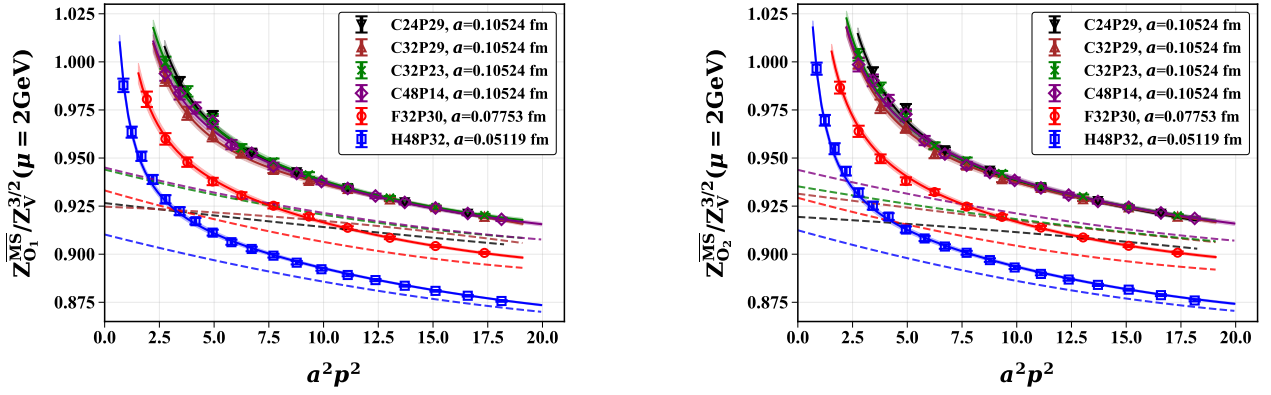 1.025
1.000
0.975
0.950
0.925
0.900
0.875
0.0 2.5 5.0 7.5 10.0 12.5 15.0 17.5 20.0
a²p²
Z_{O₁}^{\overline{MS}}/Z_V^{3/2}(μ = 2GeV)
C24P29, a=0.10524 fm
C32P29, a=0.10524 fm
C32P23, a=0.10524 fm
C48P14, a=0.10524 fm
F32P30, a=0.07753 fm
H48P32, a=0.05119 fm
1.025
1.000
0.975
0.950
0.925
0.900
0.875
0.0 2.5 5.0 7.5 10.0 12.5 15.0 17.5 20.0
a²p²
Z_{O₂}^{\overline{MS}}/Z_V^{3/2}(μ = 2GeV)
C24P29, a=0.10524 fm
C32P29, a=0.10524 fm
C32P23, a=0.10524 fm
C48P14, a=0.10524 fm
F32P30, a=0.07753 fm
H48P32, a=0.05119 fm